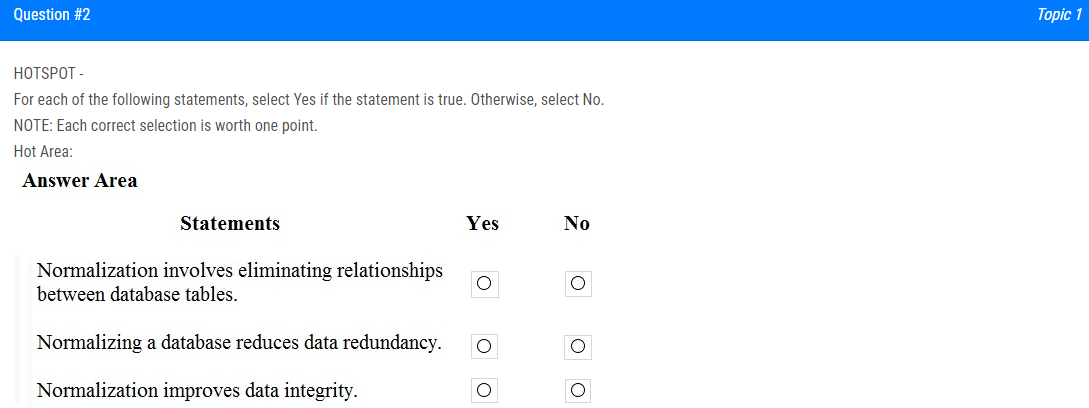 Question #2
Topic 1
HOTSPOT -
For each of the following statements, select Yes if the statement is true. Otherwise, select No.
NOTE: Each correct selection is worth one point.
Hot Area:
Answer Area
Statements Yes No
Normalization involves eliminating relationships
between database tables.
Normalizing a database reduces data redundancy.
Normalization improves data integrity.